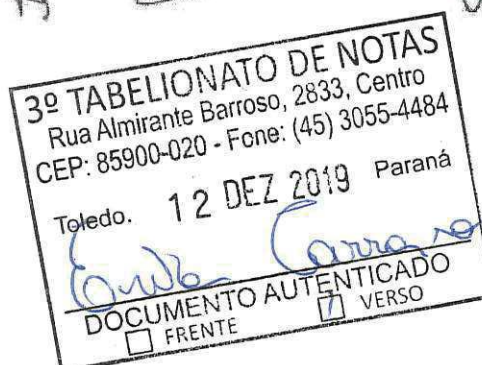 3º TABELIONATO DE NOTAS
Rua Almirante Barroso, 2833, Centro
CEP: 85900-020 - Fone: (45) 3055-4484
Toledo. 12 DEZ 2019 Paraná
DOCUMENTO AUTENTICADO
FRENTE VERSO